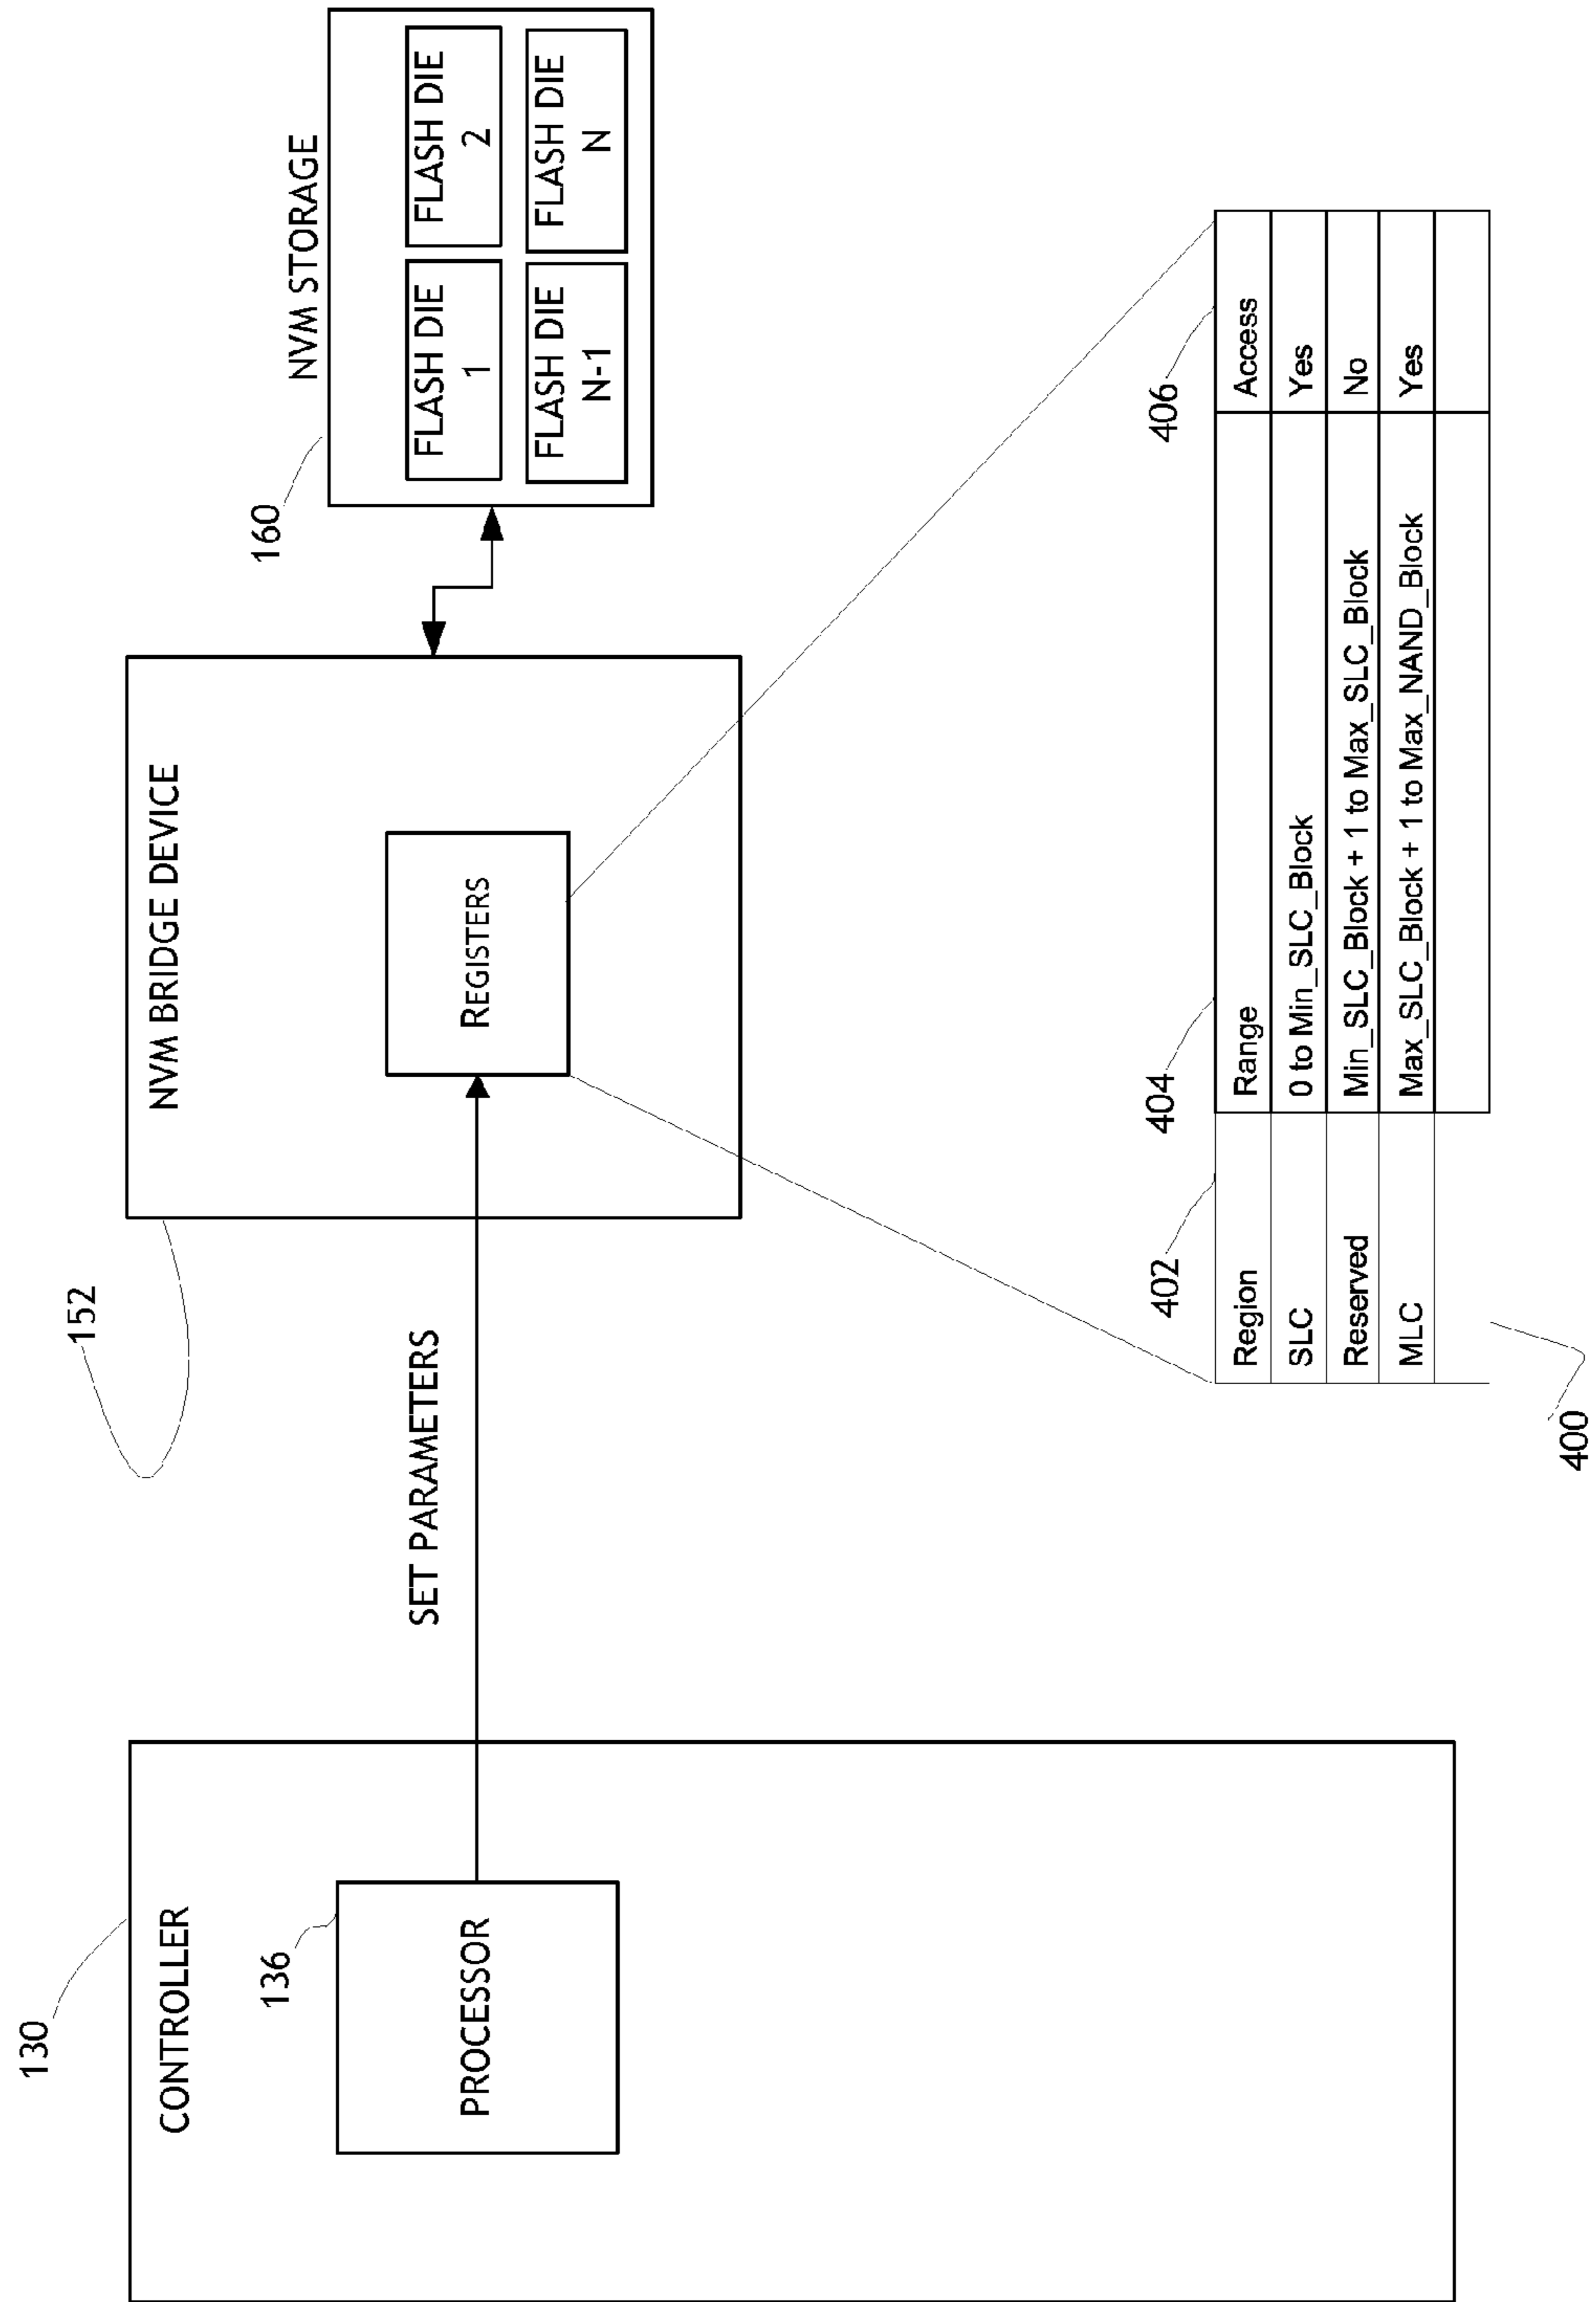 130
CONTROLLER
136
PROCESSOR
SET PARAMETERS
152
NVM BRIDGE DEVICE
REGISTERS
160
NVM STORAGE
FLASH DIE
1
FLASH DIE
2
FLASH DIE
N-1
FLASH DIE
N
402
404
406
Region Range Access
SLC 0 to Min_SLC_Block Yes
Reserved Min_SLC_Block + 1 to Max_SLC_Block No
MLC Max_SLC_Block + 1 to Max_NAND_Block Yes
400